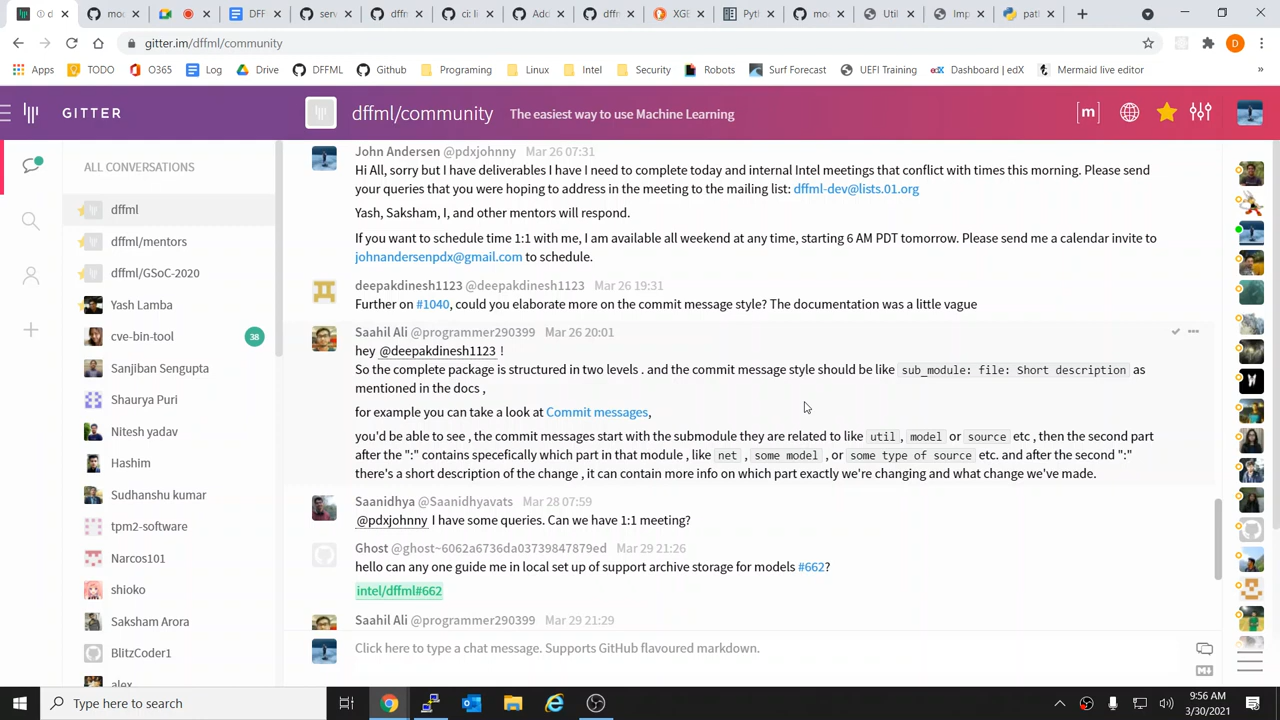 ① d
mod
DFF
serv
dffm
Con
Add
dffm
XGE
Pyth
mod
Util
Imp
path
gitter.im/dffml/community
D
Apps
TODO
O365
Log
Drive
DFFML
Github
Programing
Linux
Intel
Security
Robots
Surf Forecast
UEFI Training
edX Dashboard | edX
Mermaid live editor
»
GITTER
dffml/community
The easiest way to use Machine Learning
[m]
ALL CONVERSATIONS
dffml
dffml/mentors
dffml/GSoC-2020
Yash Lamba
cve-bin-tool 38
Sanjiban Sengupta
Shaurya Puri
Nitesh yadav
Hashim
Sudhanshu kumar
tpm2-software
Narcos101
shioko
Saksham Arora
BlitzCoder1
alex
John Andersen @pdxjohnny Mar 26 07:31
Hi All, sorry but I have deliverables I have I need to complete today and internal Intel meetings that conflict with times this morning. Please send
your queries that you were hoping to address in the meeting to the mailing list: dffml-dev@lists.01.org
Yash, Saksham, I, and other mentors will respond.
If you want to schedule time 1:1 with me, I am available all weekend at any time, starting 6 AM PDT tomorrow. Please send me a calendar invite to
johnandersenpdx@gmail.com to schedule.
deepakdinesh1123 @deepakdinesh1123 Mar 26 19:31
Further on #1040, could you elaborate more on the commit message style? The documentation was a little vague
Saahil Ali @programmer290399 Mar 26 20:01
hey @deepakdinesh1123 !
So the complete package is structured in two levels . and the commit message style should be like sub_module: file: Short description as
mentioned in the docs ,
for example you can take a look at Commit messages,
you'd be able to see , the commit messages start with the submodule they are related to like util , model or source etc , then the second part
after the ":" contains specefically which part in that module , like net , some model , or some type of source etc. and after the second ":"
there's a short description of the change , it can contain more info on which part exactly we're changing and what change we've made.
Saanidhya @Saanidhyavats Mar 28 07:59
@pdxjohnny I have some queries. Can we have 1:1 meeting?
Ghost @ghost~6062a6736da03739847879ed Mar 29 21:26
hello can any one guide me in local set up of support archive storage for models #662?
intel/dffml#662
Saahil Ali @programmer290399 Mar 29 21:29
Click here to type a chat message. Supports GitHub flavoured markdown.
Type here to search
9:56 AM
3/30/2021